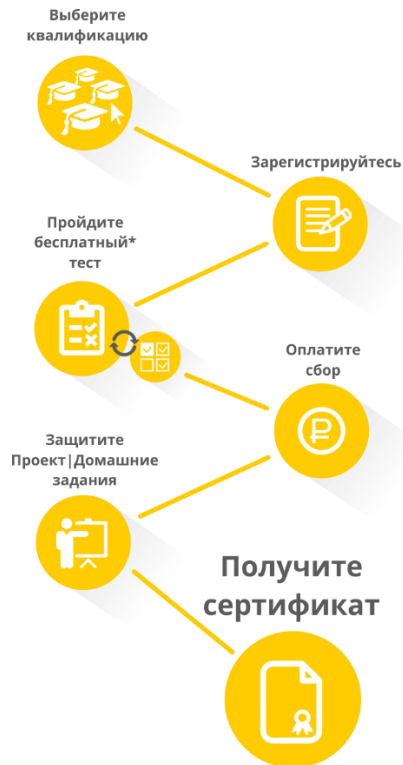 Выберите
квалификацию
Зарегистрируйтесь
Пройдите
бесплатный*
тест
Оплатите
сбор
Защитите
Проект|Домашние
задания
Получите
сертификат